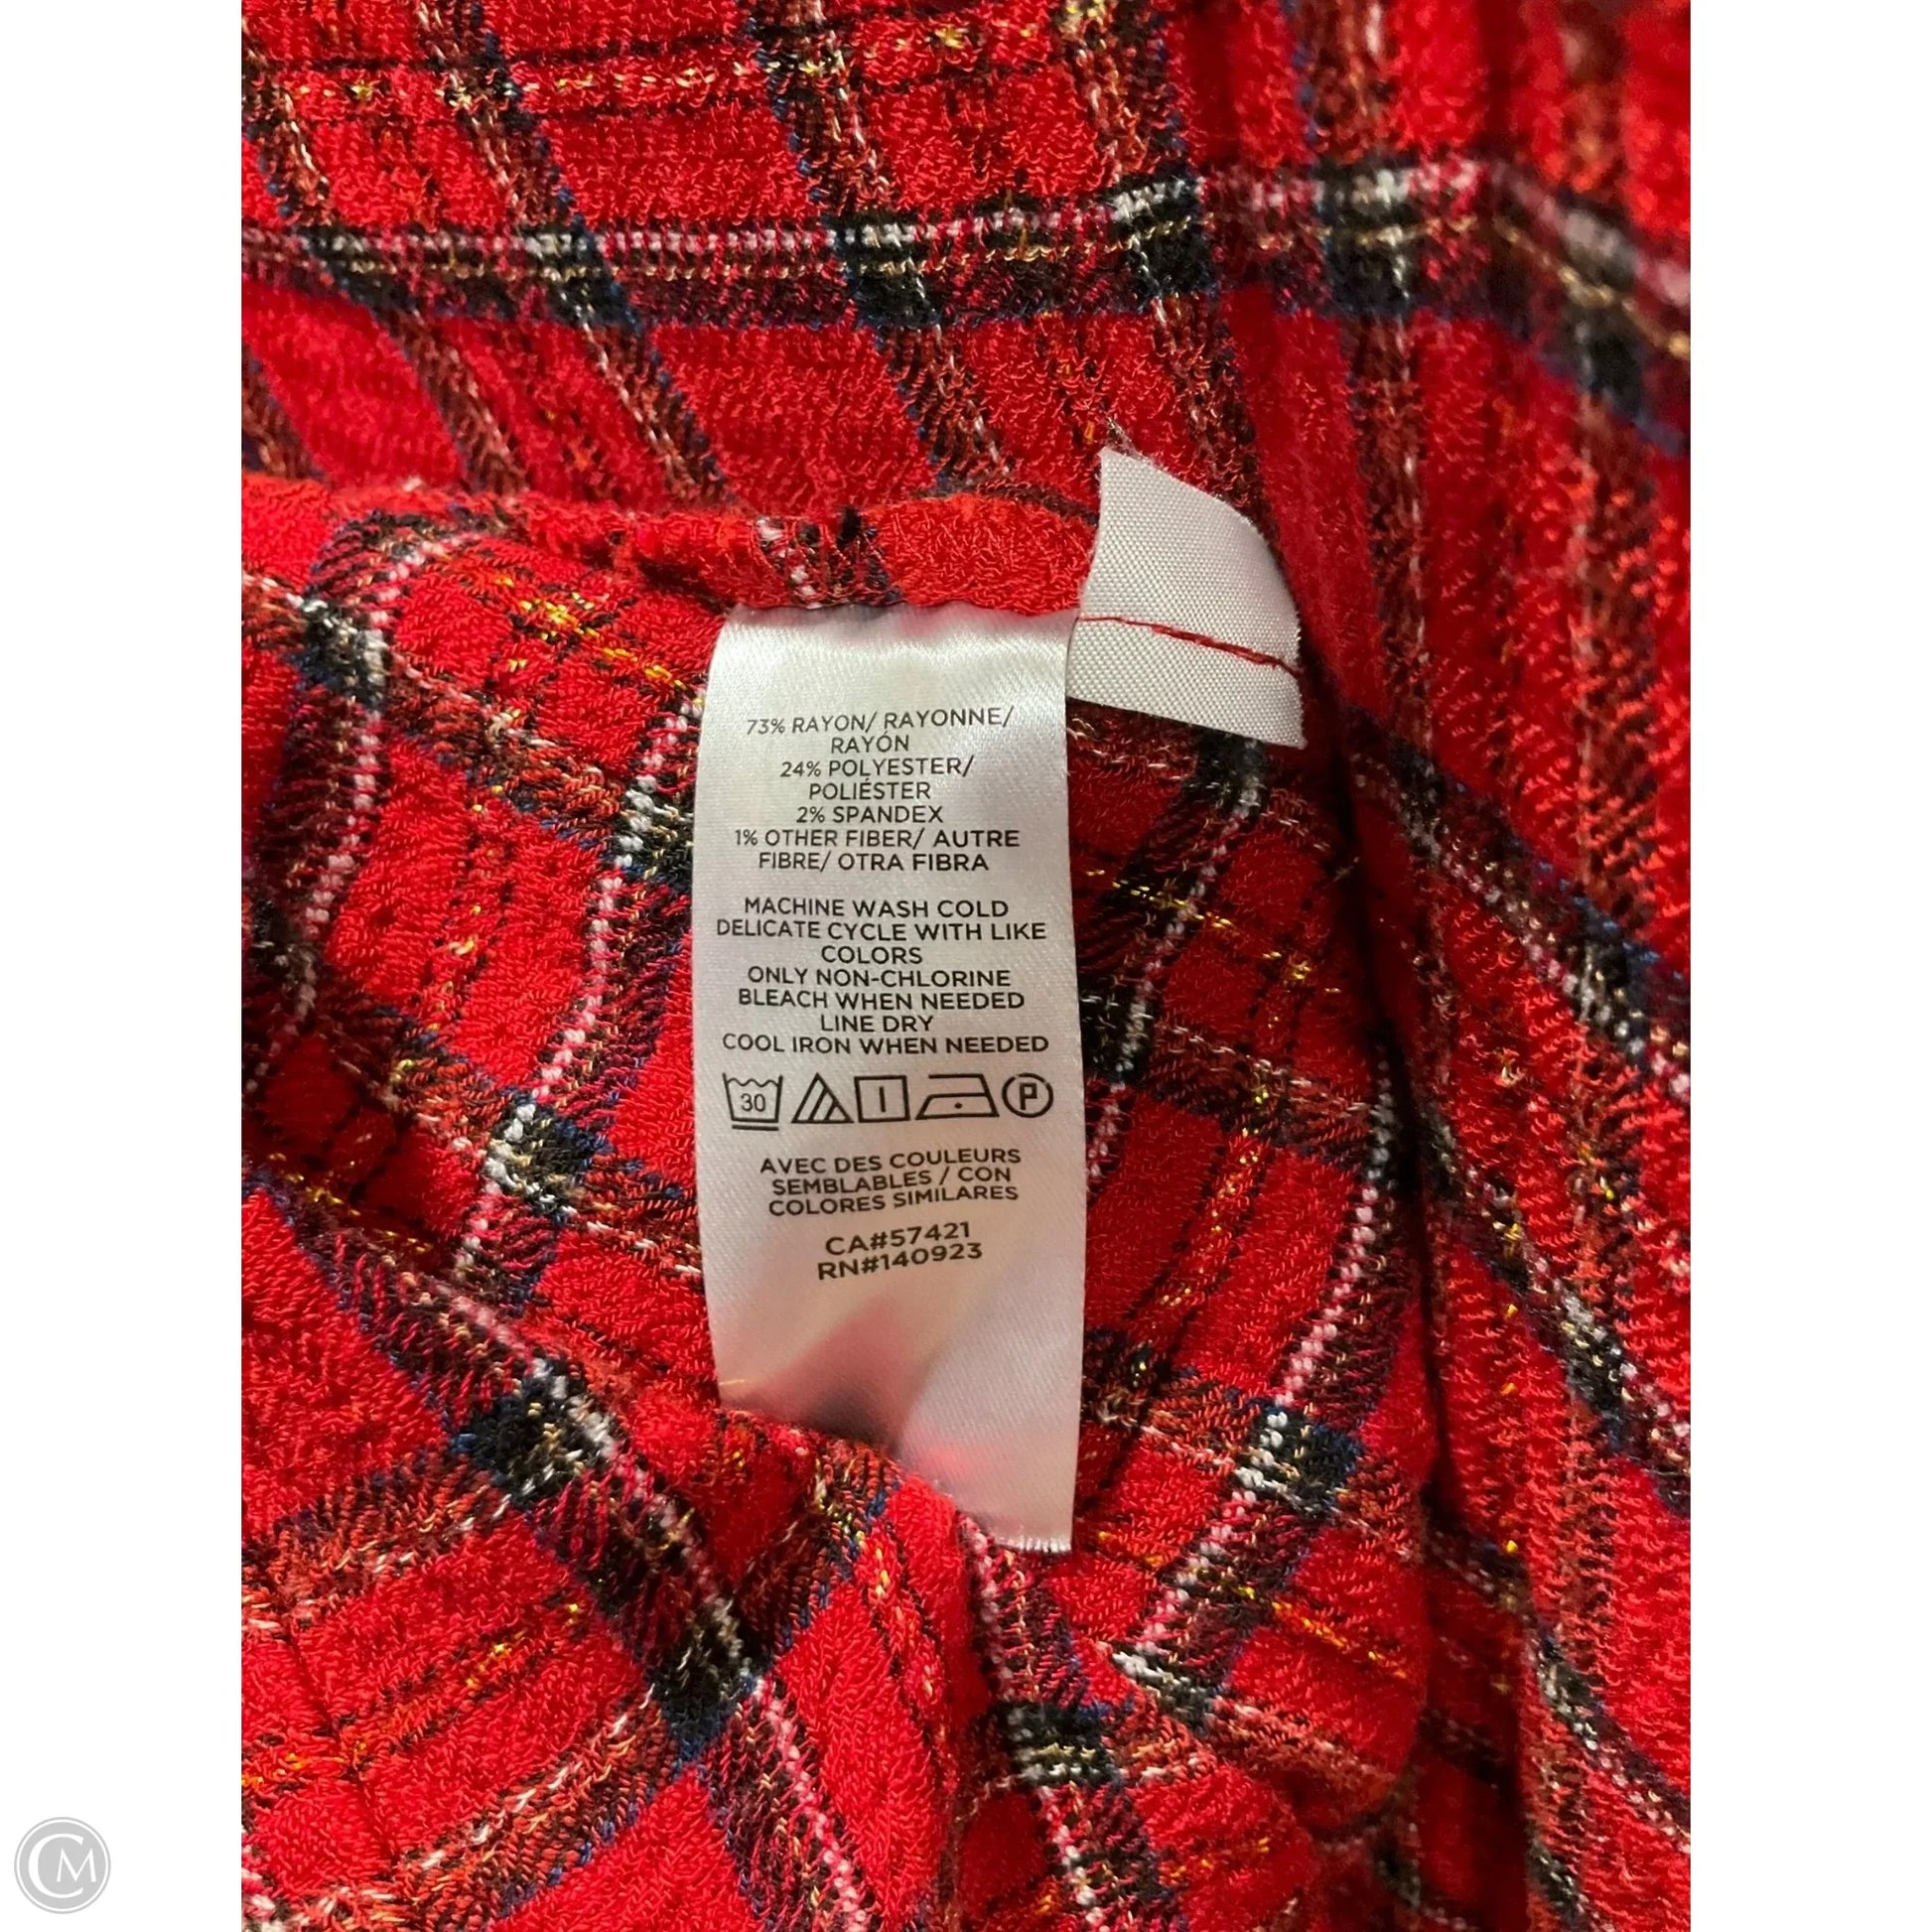 73% RAYON/ RAYONNE/
RAYÓN
24% POLYESTER/
POLIÉSTER
2% SPANDEX
1% OTHER FIBER/ AUTRE
FIBRE/ OTRA FIBRA
MACHINE WASH COLD
DELICATE CYCLE WITH LIKE
COLORS
ONLY NON-CHLORINE
BLEACH WHEN NEEDED
LINE DRY
COOL IRON WHEN NEEDED
30 P
AVEC DES COULEURS
SEMBLABLES / CON
COLORES SIMILARES
CA#57421
RN#140923
CM